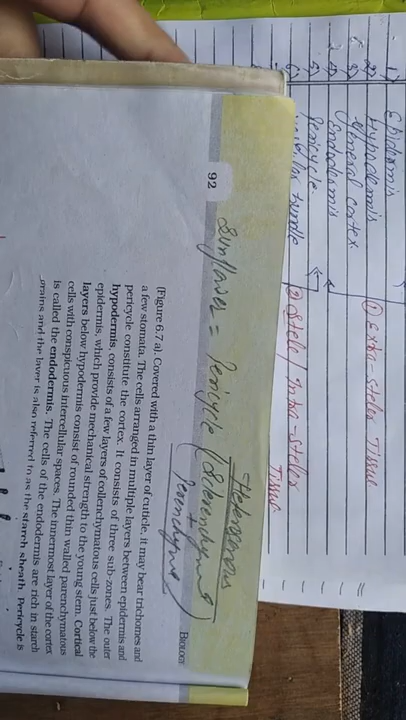 1) Epidermis
2) Hypodermis
3) General cortex
4) Endodermis
5) Pericycle
6) bundle
① Extra-steler Tissue
② Stele / Intra-steler
Tissue
92
BIOLOGY
Sunflower = Pericycle (Sclerenchyma
+
Parenchyma)
Heterogenous
(Figure 6.7 a). Covered with a thin layer of cuticle, it may bear trichomes and
a few stomata. The cells arranged in multiple layers between epidermis and
pericycle constitute the cortex. It consists of three sub-zones. The outer
hypodermis, consists of a few layers of collenchymatous cells just below the
epidermis, which provide mechanical strength to the young stem. Cortical
layers below hypodermis consist of rounded thin walled parenchymatous
cells with conspicuous intercellular spaces. The innermost layer of the cortex
is called the endodermis. The cells of the endodermis are rich in starch
grains and the layer is also referred to as the starch sheath. Pericycle is